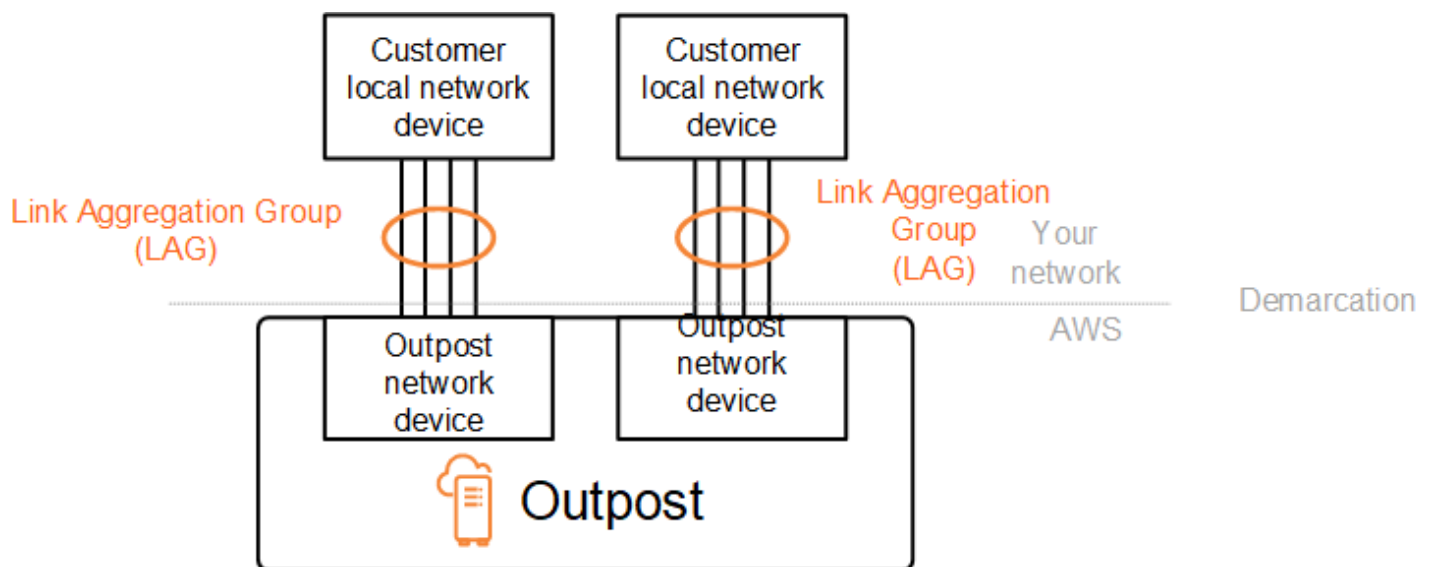 Customer
local network
device
Customer
local network
device
Link Aggregation Group
(LAG)
Link Aggregation
Group
(LAG)
Your
network
Demarcation
AWS
Outpost
network
device
Outpost
network
device
Outpost